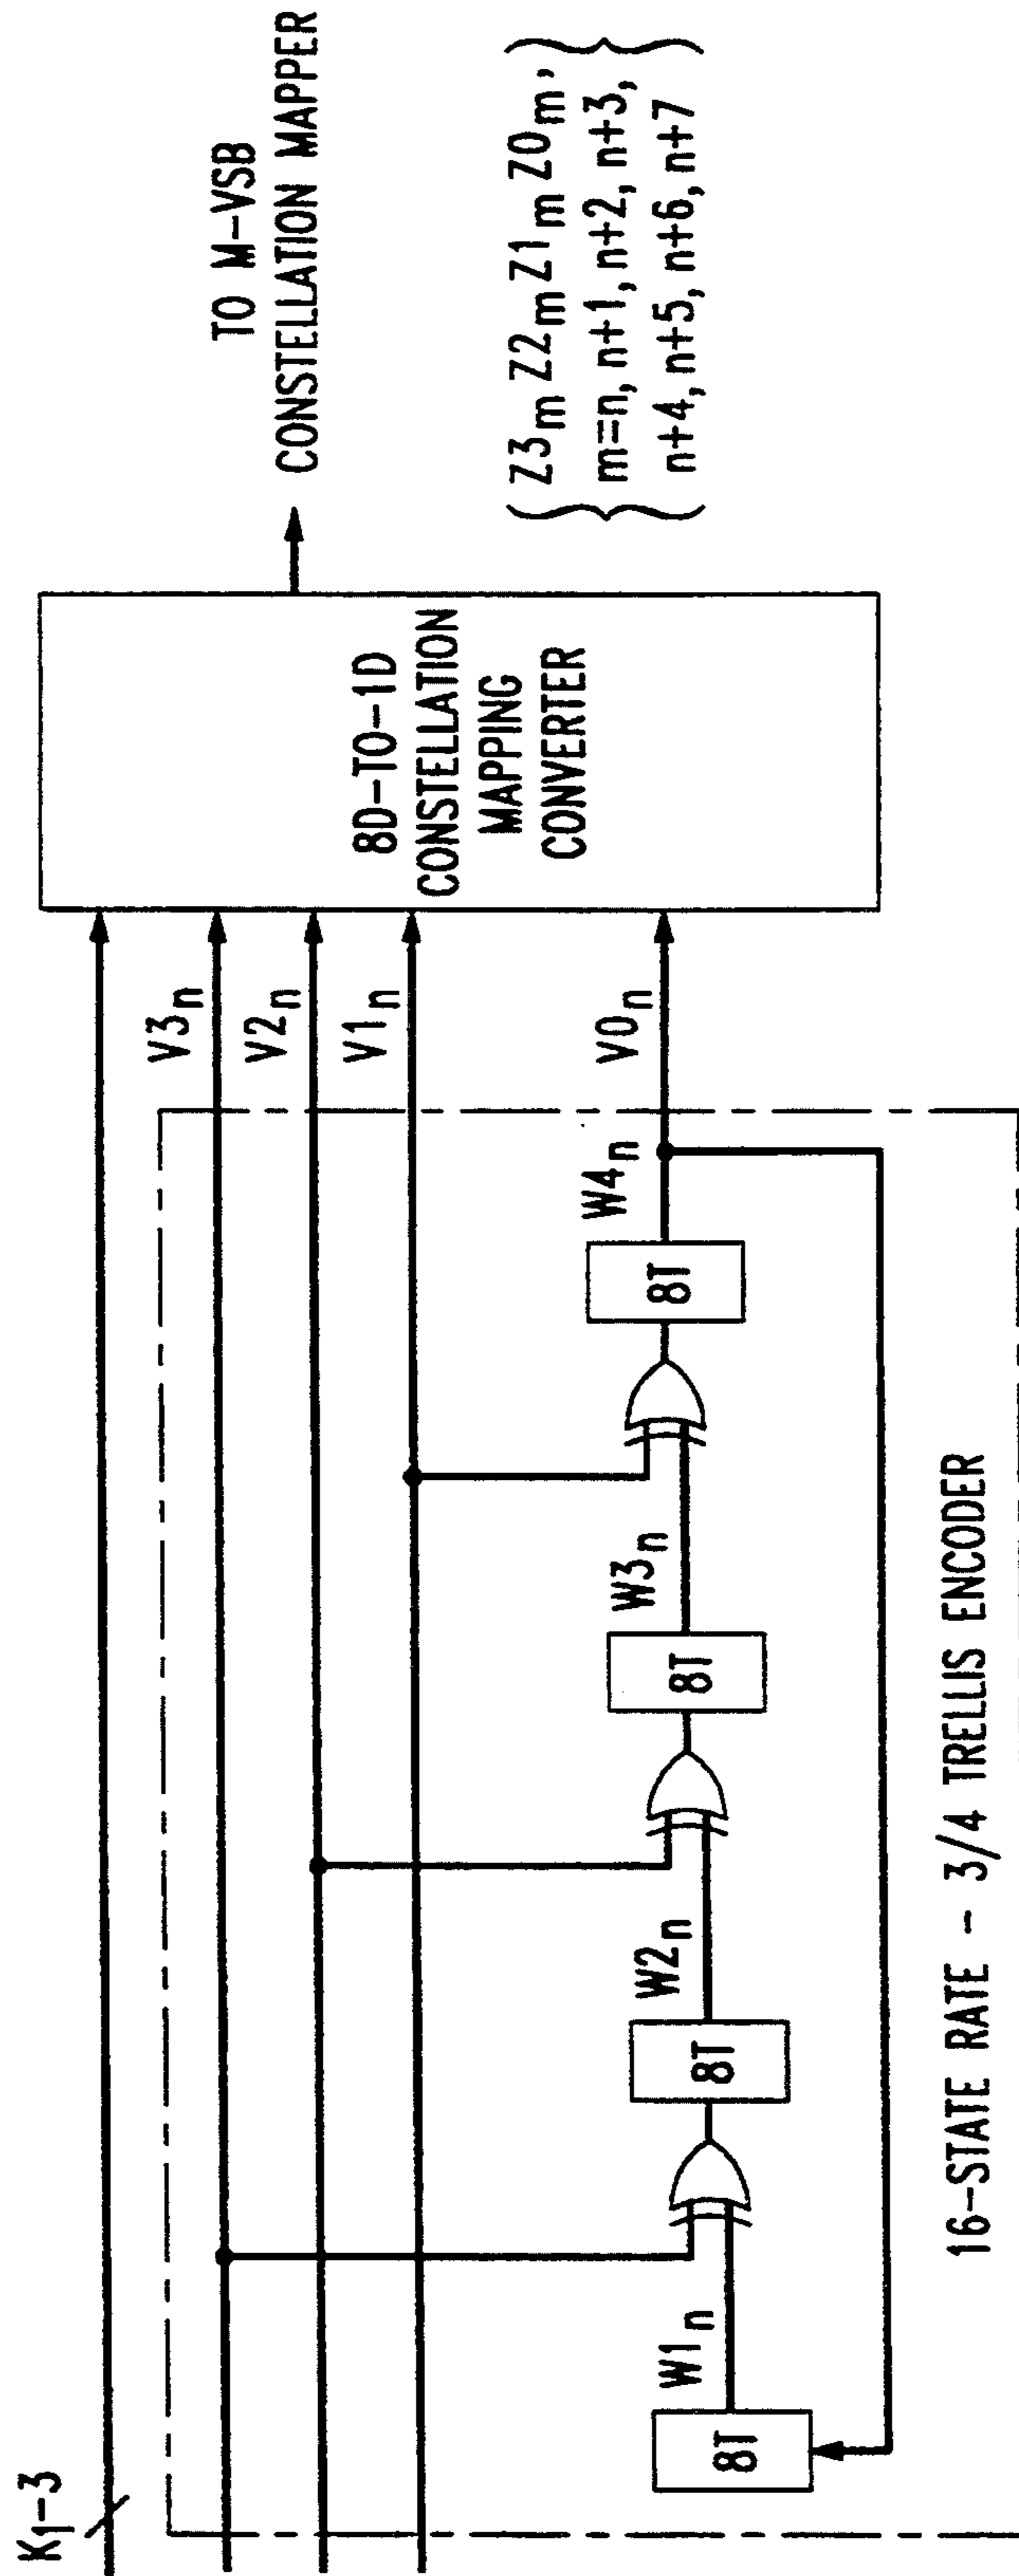 K1-3
V3n
V2n
V1n
V0n
8T
W1n
8T
W2n
8T
W3n
8T
W4n
16-STATE RATE - 3/4 TRELLIS ENCODER
8D-TO-1D
CONSTELLATION
MAPPING
CONVERTER
TO M-VSB
CONSTELLATION MAPPER
{ Z3m Z2m Z1m Z0m,
m=n, n+1, n+2, n+3,
n+4, n+5, n+6, n+7 }